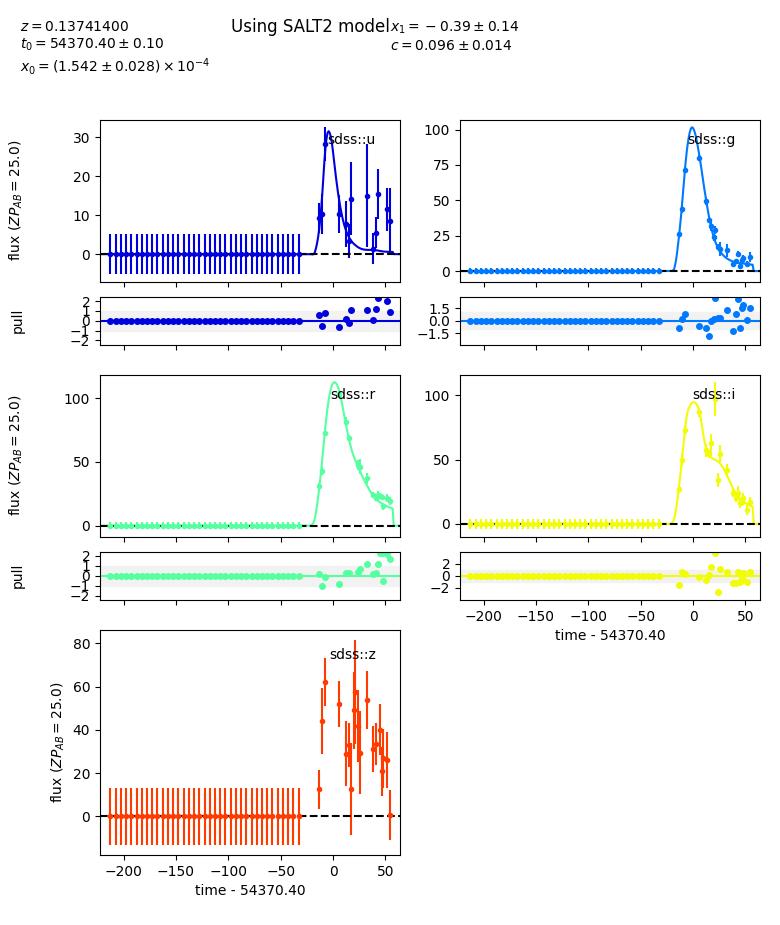 z = 0.13741400
Using SALT2 model
x₁ = −0.39 ± 0.14
t₀ = 54370.40 ± 0.10
c = 0.096 ± 0.014
x₀ = (1.542 ± 0.028) × 10⁻⁴
sdss::u
30
20
10
0
flux (ZP_AB = 25.0)
sdss::g
100
75
50
25
0
2
1
0
−1
−2
pull
1.5
0.0
−1.5
sdss::r
100
50
0
flux (ZP_AB = 25.0)
sdss::i
100
50
0
2
1
0
−1
−2
pull
2
0
−2
−200 −150 −100 −50 0 50
time - 54370.40
sdss::z
80
60
40
20
0
flux (ZP_AB = 25.0)
−200 −150 −100 −50 0 50
time - 54370.40